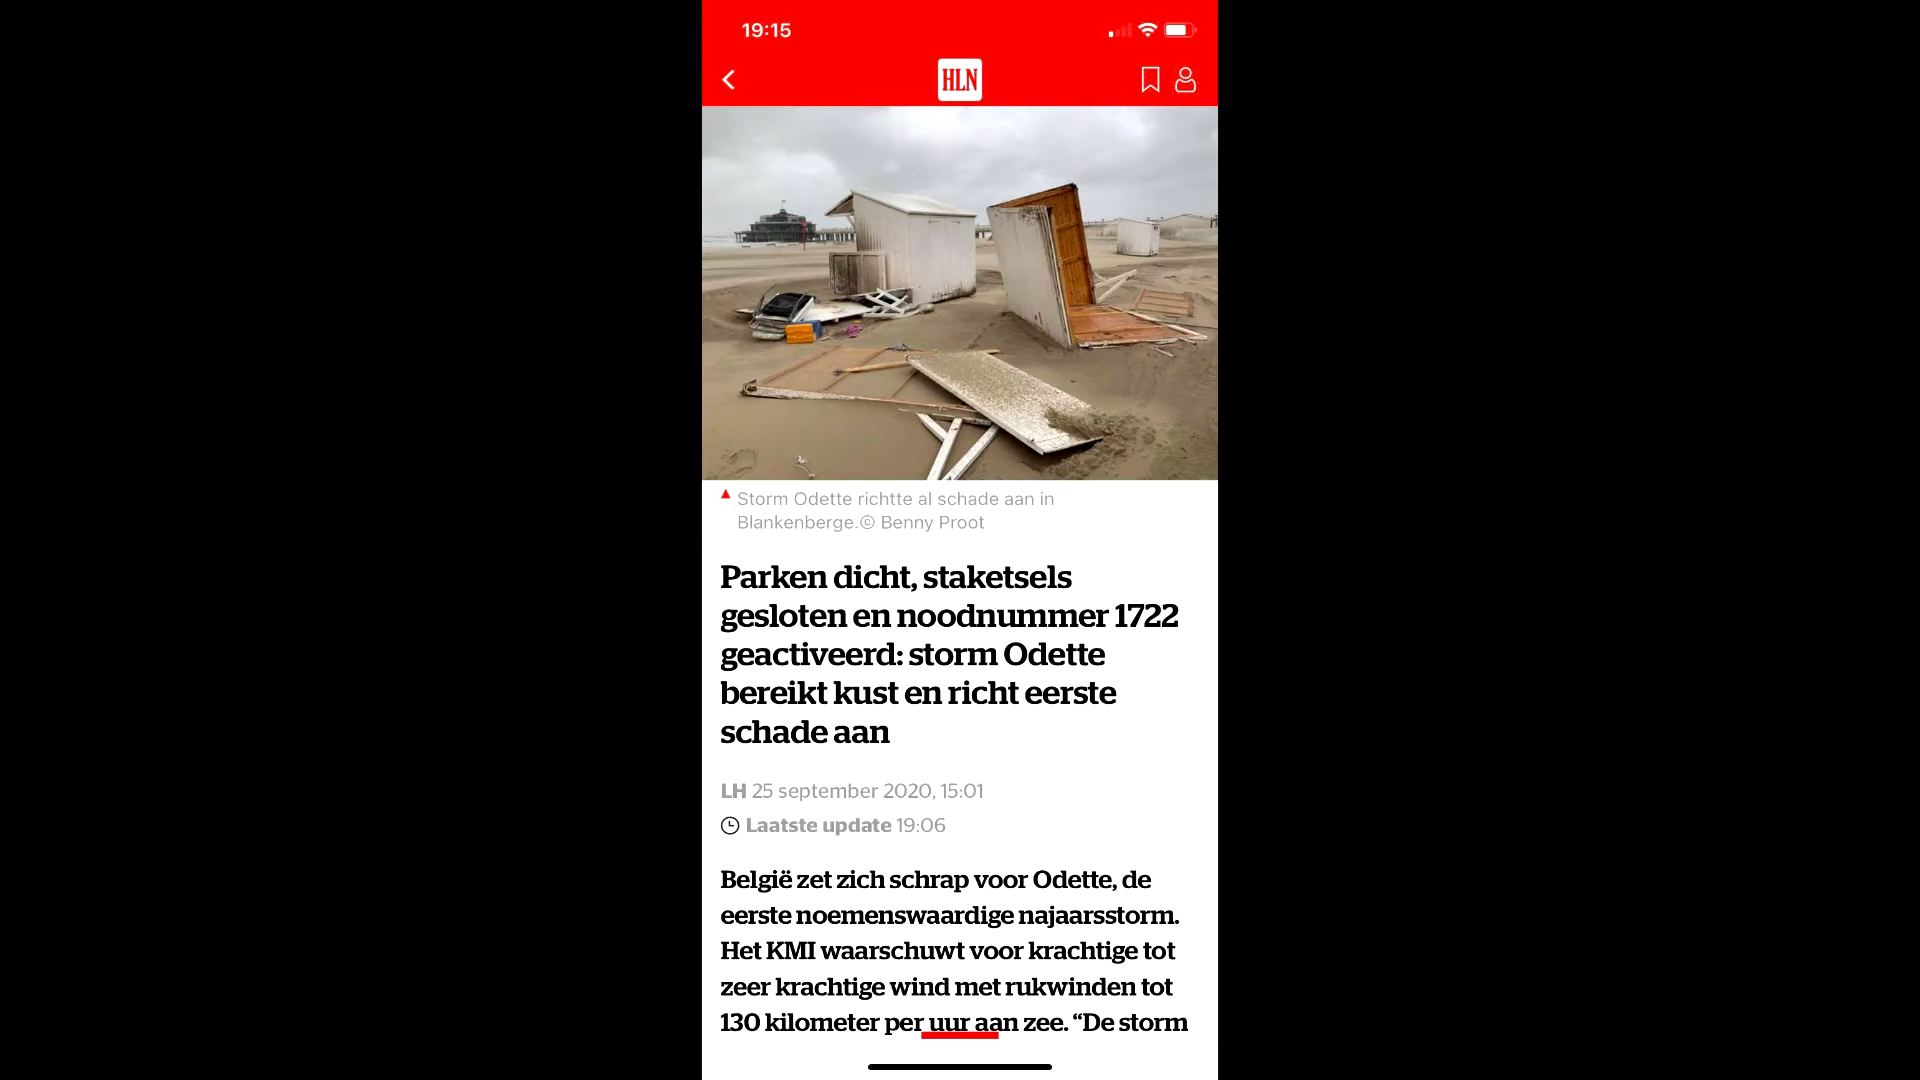 19:15
HLN
Storm Odette richtte al schade aan in
Blankenberge.© Benny Proot
Parken dicht, staketsels
gesloten en noodnummer 1722
geactiveerd: storm Odette
bereikt kust en richt eerste
schade aan
LH 25 september 2020, 15:01
Laatste update 19:06
België zet zich schrap voor Odette, de
eerste noemenswaardige najaarsstorm.
Het KMI waarschuwt voor krachtige tot
zeer krachtige wind met rukwinden tot
130 kilometer per uur aan zee. “De storm